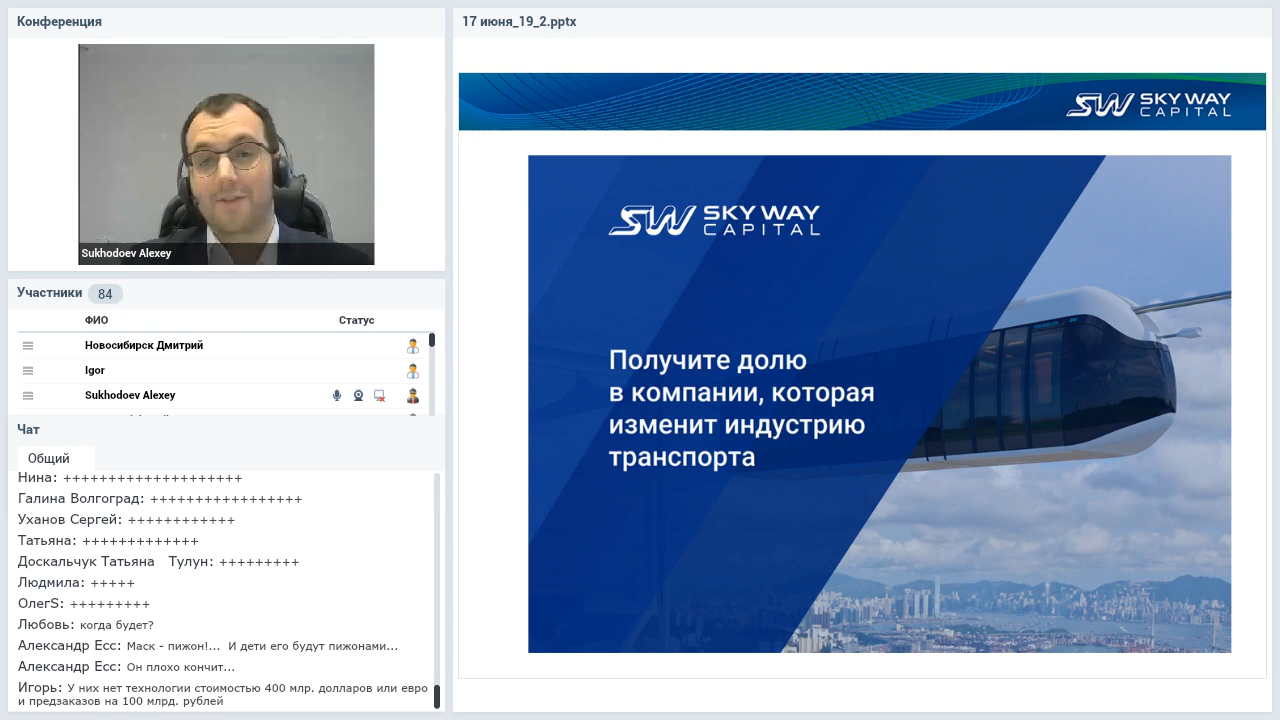 Конференция
Sukhodoev Alexey
Участники 84
ФИО Статус
Новосибирск Дмитрий
Igor
Sukhodoev Alexey
Чат
Общий
Нина: ++++++++++++++++++++
Галина Волгоград: +++++++++++++++++
Уханов Сергей: ++++++++++++
Татьяна: +++++++++++++
Доскальчук Татьяна Тулун: +++++++++
Людмила: +++++
ОлегS: +++++++++
Любовь: когда будет?
Александр Есс: Маск - пижон!... И дети его будут пижонами...
Александр Есс: Он плохо кончит...
Игорь: У них нет технологии стоимостью 400 млр. долларов или евро
и предзаказов на 100 млрд. рублей
17 июня_19_2.pptx
SW SKY WAY
CAPITAL
SW SKY WAY
CAPITAL
Получите долю
в компании, которая
изменит индустрию
транспорта